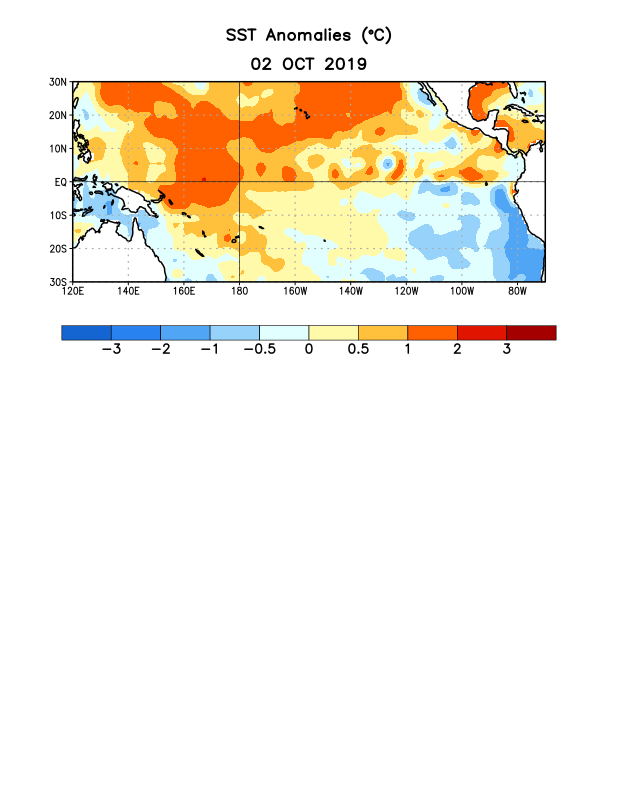 SST Anomalies (°C)
02 OCT 2019
30N
20N
10N
EQ
10S
20S
30S
120E 140E 160E 180 160W 140W 120W 100W 80W
−3 −2 −1 −0.5 0 0.5 1 2 3